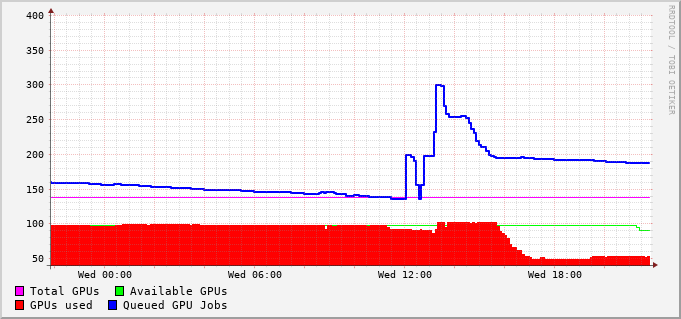 400
350
300
250
200
150
100
50
Wed 00:00 Wed 06:00 Wed 12:00 Wed 18:00
Total GPUs Available GPUs
GPUs used Queued GPU Jobs
RRDTOOL / TOBI OETIKER